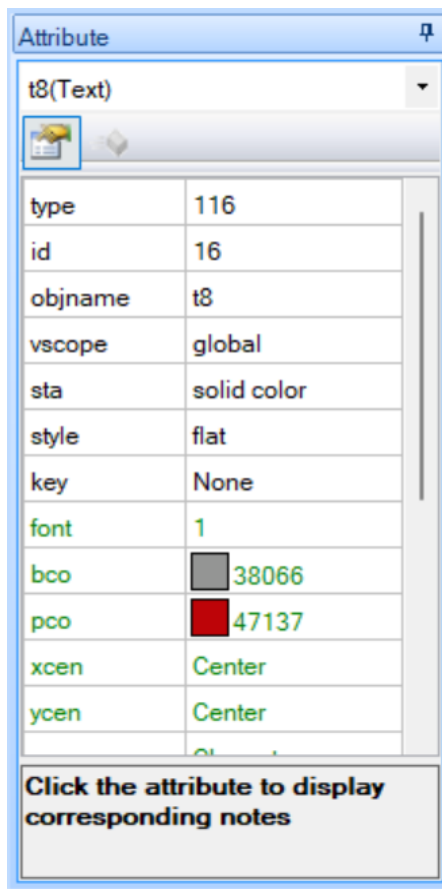 Attribute
t8(Text)
type 116
id 16
objname t8
vscope global
sta solid color
style flat
key None
font 1
bco 38066
pco 47137
xcen Center
ycen Center
Click the attribute to display
corresponding notes